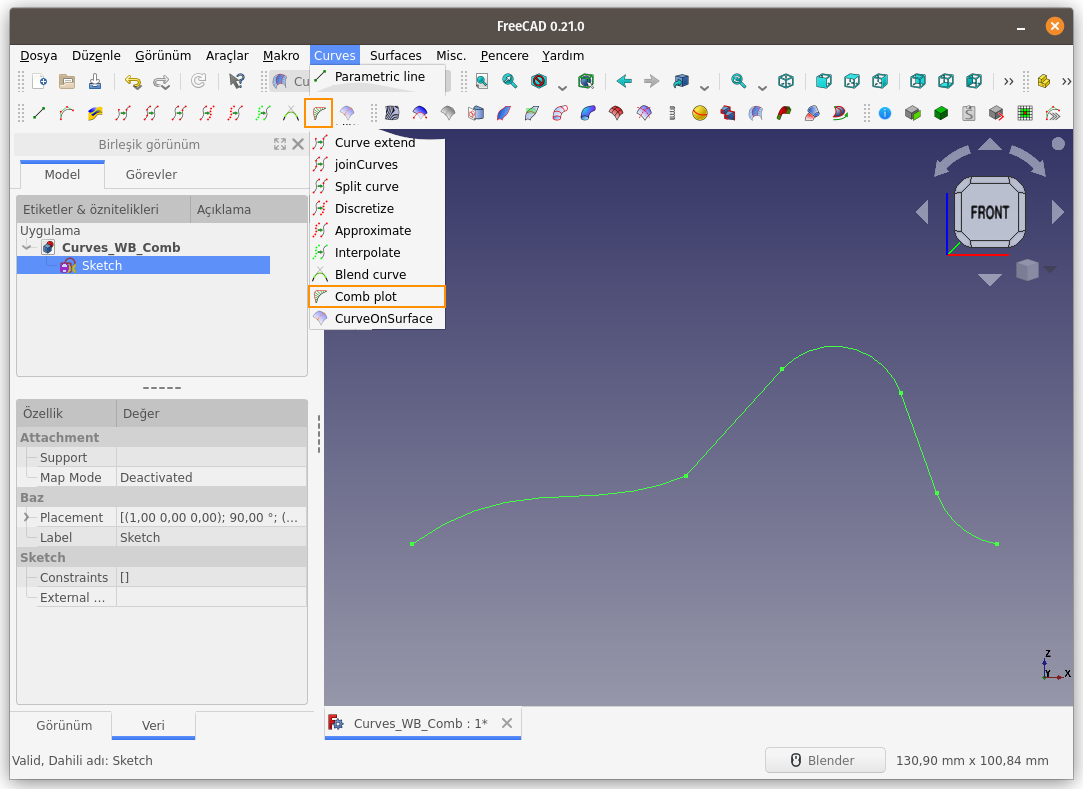 FreeCAD 0.21.0
Dosya Düzenle Görünüm Araçlar Makro Curves Surfaces Misc. Pencere Yardım
Cu
Parametric line
Curve extend
joinCurves
Split curve
Discretize
Approximate
Interpolate
Blend curve
Comb plot
CurveOnSurface
Birleşik görünüm
Model Görevler
Etiketler & öznitelikleri Açıklama
Uygulama
Curves_WB_Comb
Sketch
Özellik Değer
Attachment
Support
Map Mode Deactivated
Baz
Placement [(1,00 0,00 0,00); 90,00 °; (...
Label Sketch
Sketch
Constraints []
External ...
Görünüm Veri
FRONT
Z
Y X
Curves_WB_Comb : 1*
Valid, Dahili adı: Sketch
Blender 130,90 mm x 100,84 mm